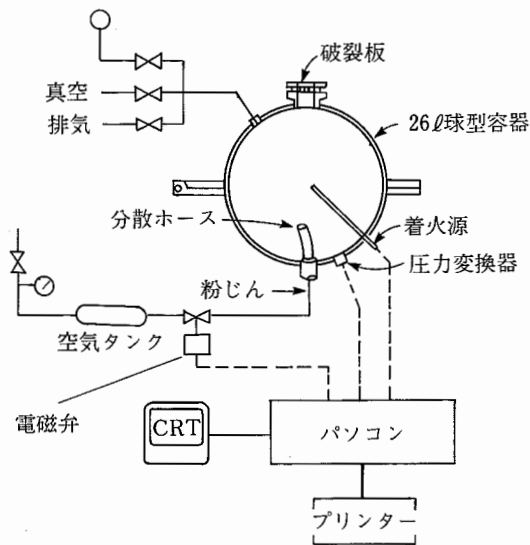 破裂板
真空
排気
26ℓ球型容器
分散ホース
着火源
圧力変換器
粉じん
空気タンク
電磁弁
CRT
パソコン
プリンター